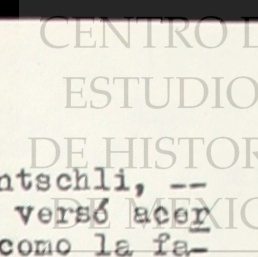 CENTRO D
ESTUDIO
DE HISTOR
DE MEXIC
ntschli, --
versó acer
como la fa-